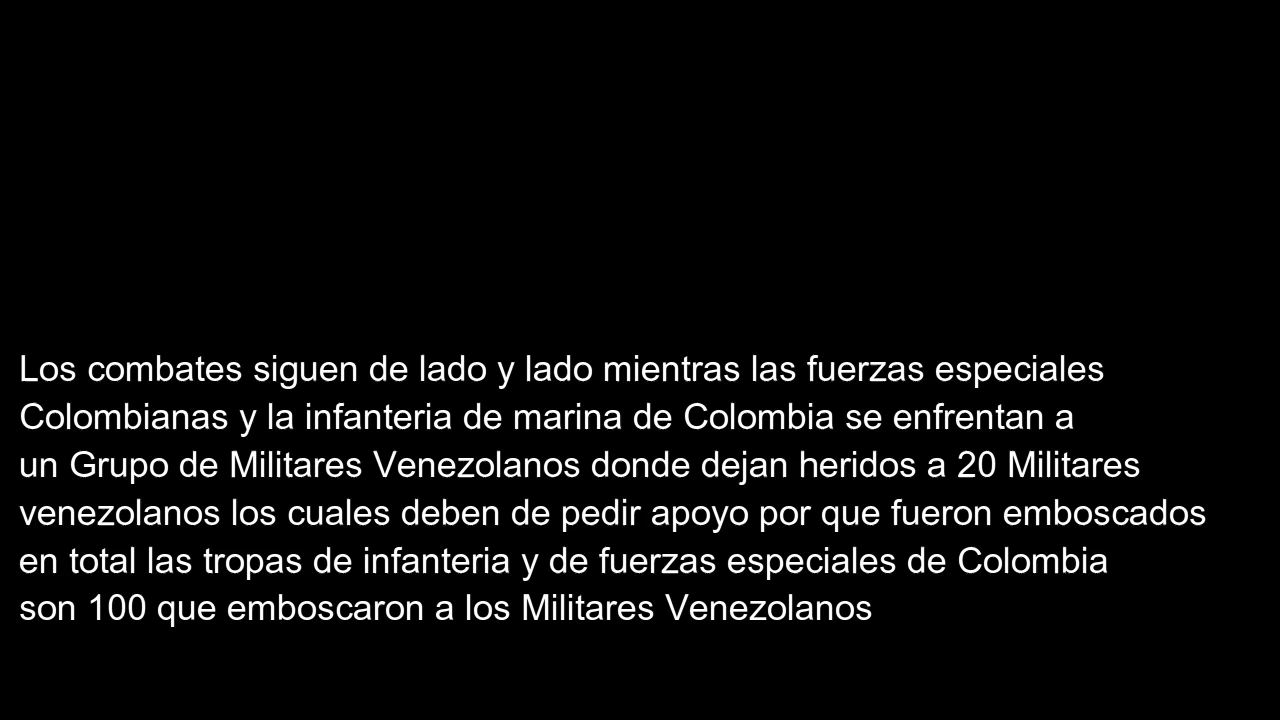 Los combates siguen de lado y lado mientras las fuerzas especiales
Colombianas y la infanteria de marina de Colombia se enfrentan a
un Grupo de Militares Venezolanos donde dejan heridos a 20 Militares
venezolanos los cuales deben de pedir apoyo por que fueron emboscados
en total las tropas de infanteria y de fuerzas especiales de Colombia
son 100 que emboscaron a los Militares Venezolanos